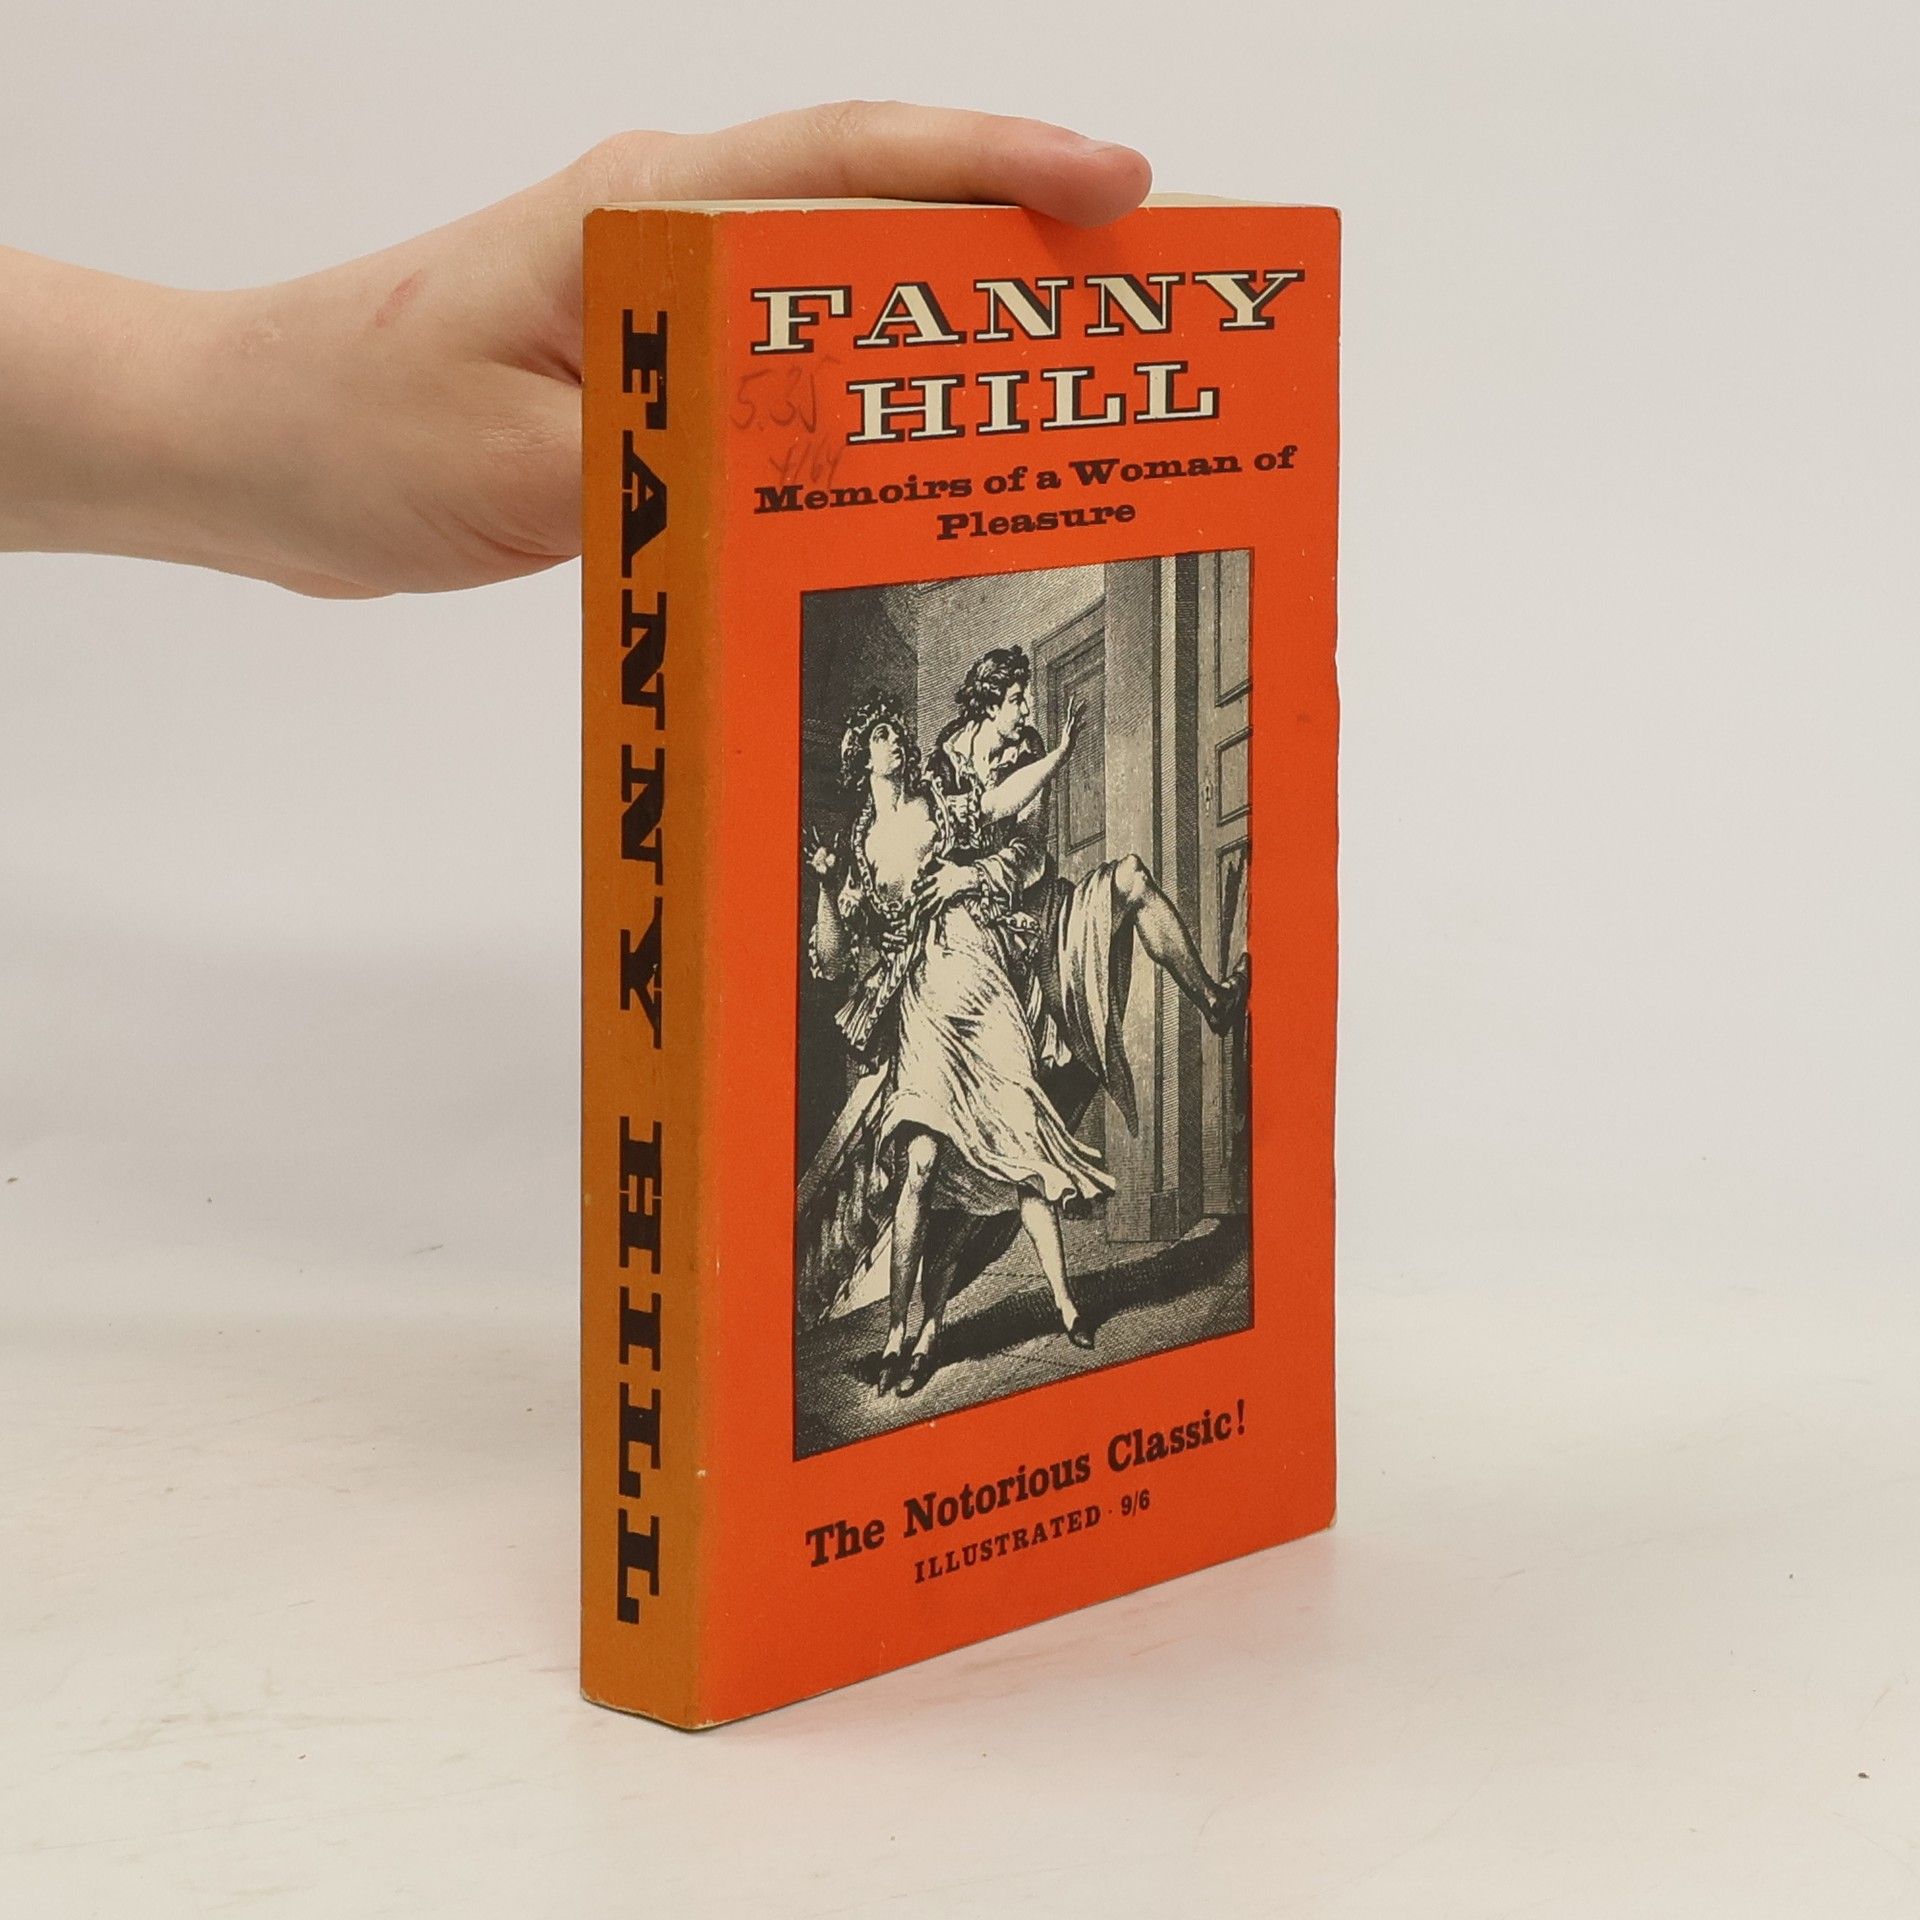 FANNY HILL
FANNY
HILL
5.35
Memoirs of a Woman of
Pleasure
The Notorious Classic!
ILLUSTRATED · 9/6